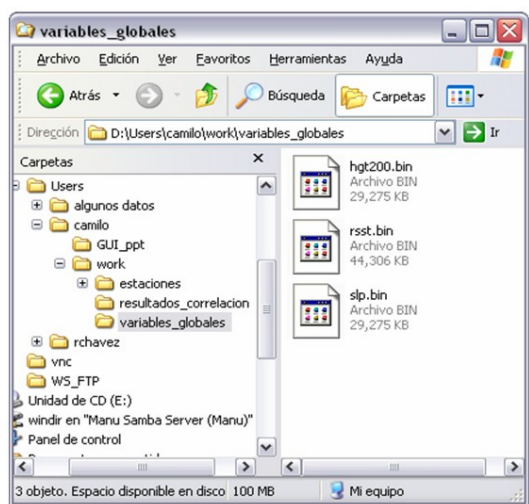 variables_globales
Archivo Edición Ver Favoritos Herramientas Ayuda
Atrás Búsqueda Carpetas
Dirección D:\Users\camilo\work\variables_globales Ir
Carpetas x
Users
algunos datos
camilo
GUI_ppt
work
estaciones
resultados_correlacion
variables_globales
rchavez
vnc
WS_FTP
Unidad de CD (E:)
windir en "Manu Samba Server (Manu)"
Panel de control
hgt200.bin
Archivo BIN
29,275 KB
rsst.bin
Archivo BIN
44,306 KB
slp.bin
Archivo BIN
29,275 KB
3 objeto. Espacio disponible en disco 100 MB Mi equipo